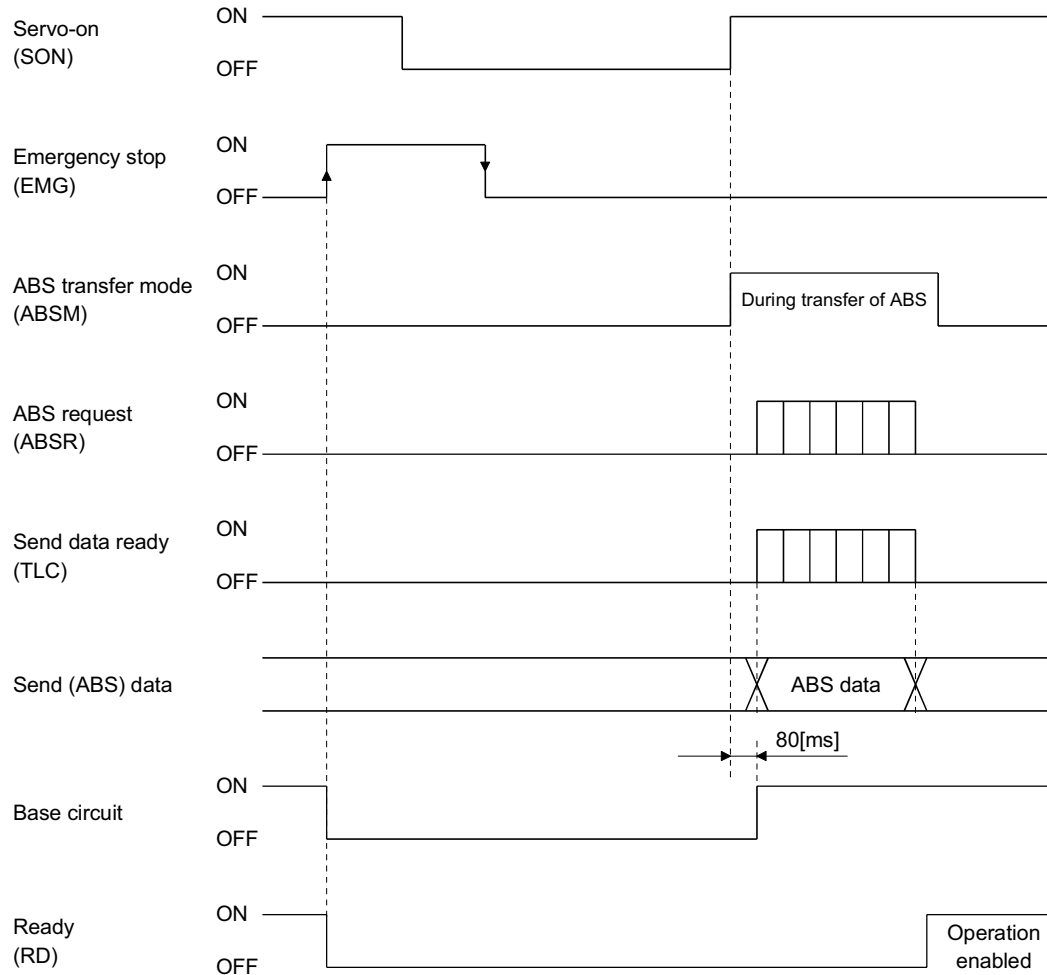 Servo-on
(SON)
ON
OFF
Emergency stop
(EMG)
ON
OFF
ABS transfer mode
(ABSM)
ON
OFF
During transfer of ABS
ABS request
(ABSR)
ON
OFF
Send data ready
(TLC)
ON
OFF
Send (ABS) data
ABS data
80[ms]
Base circuit
ON
OFF
Ready
(RD)
ON
OFF
Operation
enabled